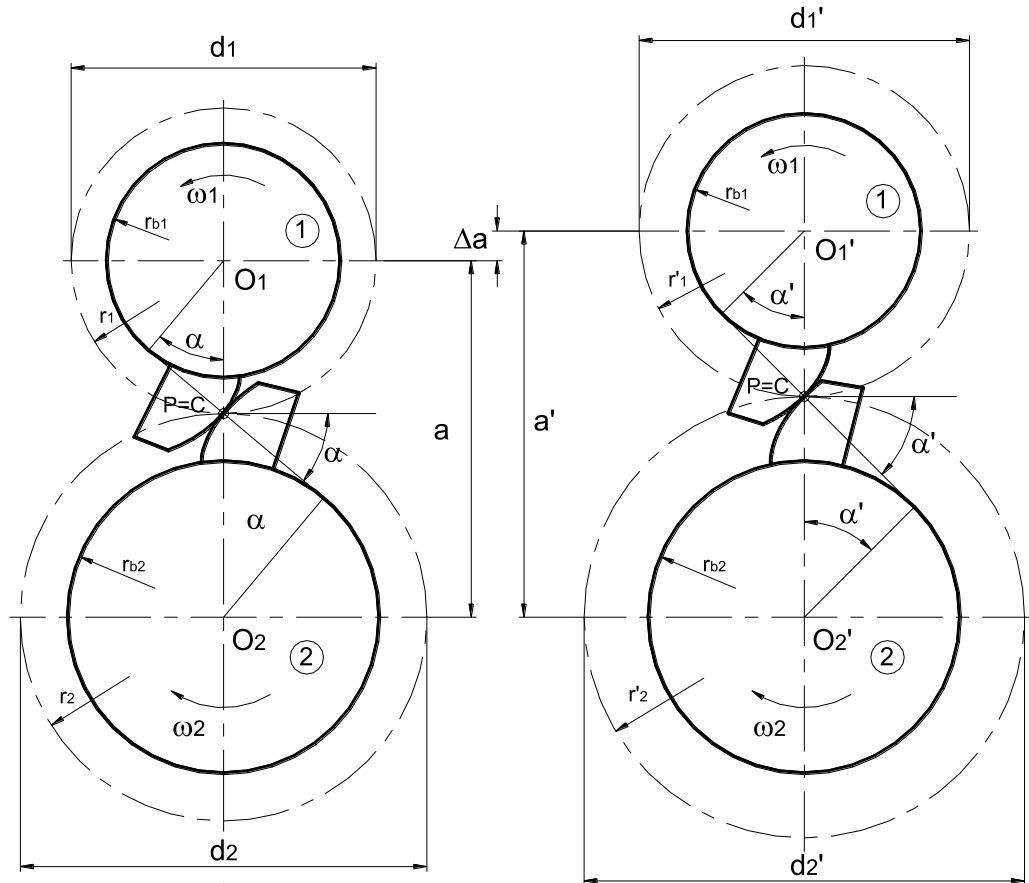 d1
d1'
ω1
ω1
rb1
1
rb1
1
Δa
O1
O1'
r1
α
r'1
α'
P=C
P=C
a
a'
α
α'
α
α'
rb2
rb2
O2
2
O2'
2
r2
ω2
r'2
ω2
d2
d2'